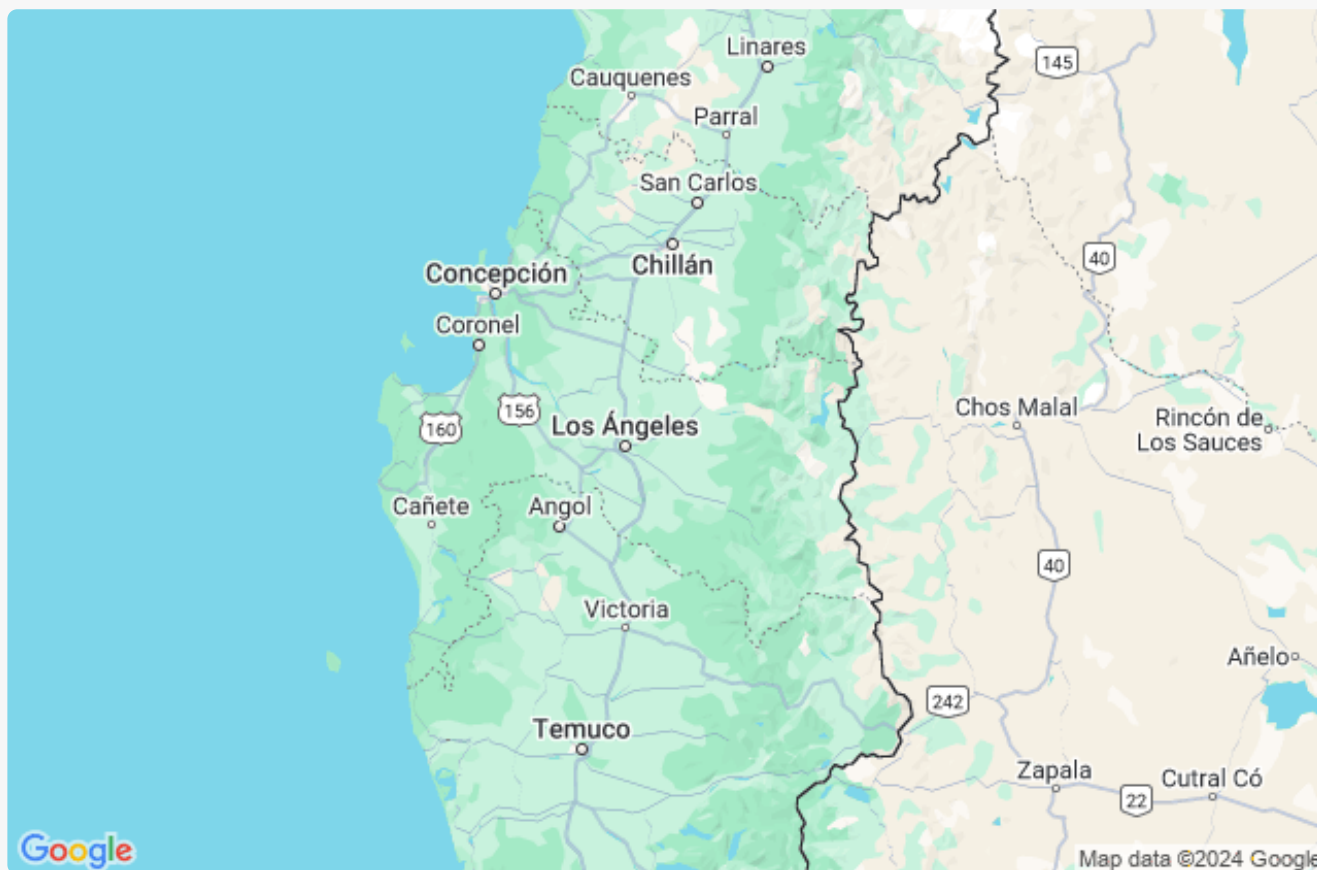 Linares
145
Cauquenes
Parral
San Carlos
Chillán
40
Concepción
Coronel
156
160
Chos Malal
Rincón de
Los Sauces
Los Ángeles
Cañete
Angol
40
Victoria
Añelo
242
Temuco
Zapala
Cutral Có
22
Google
Map data ©2024 Google